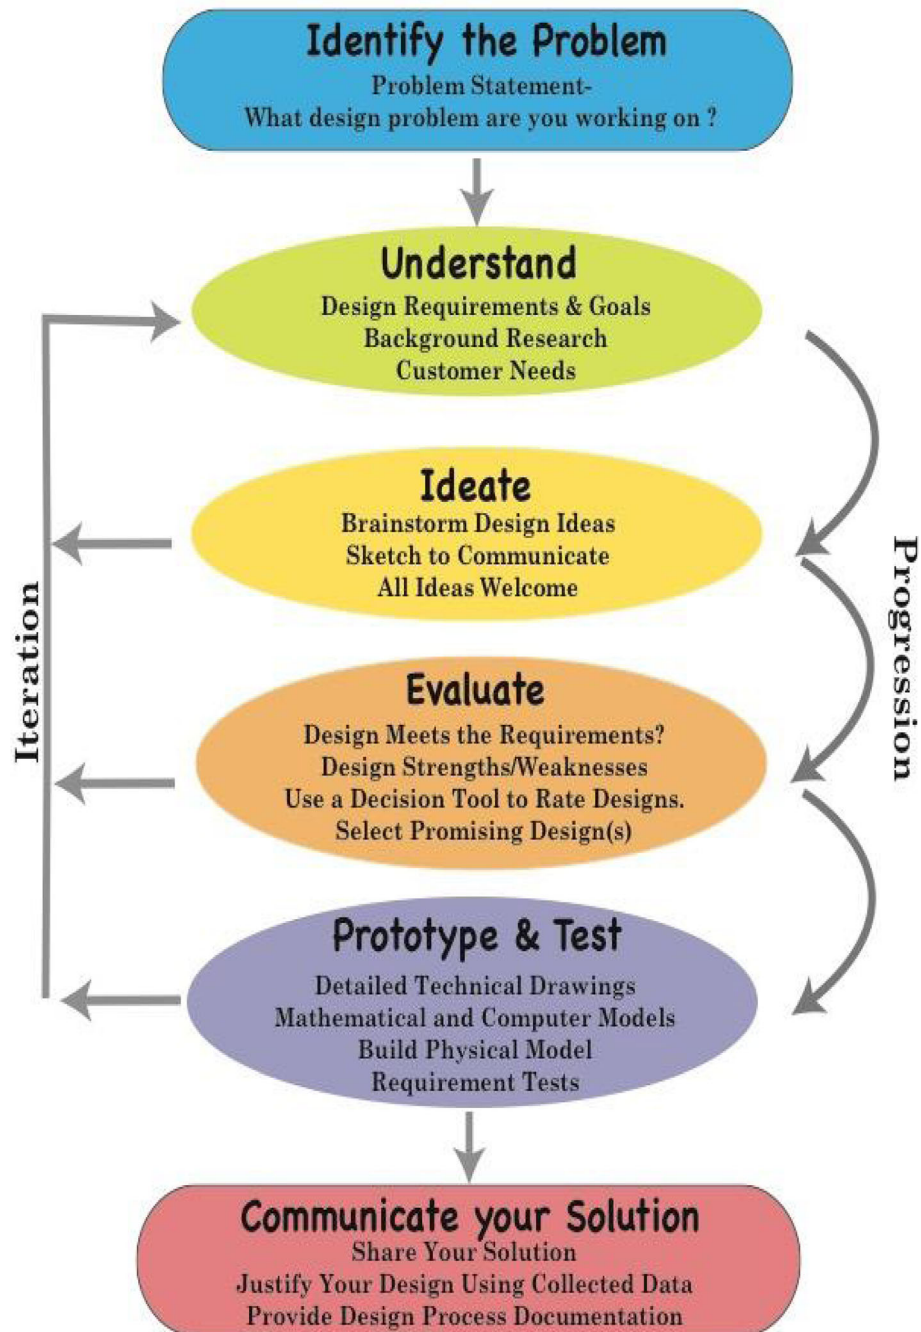 Identify the Problem
Problem Statement-
What design problem are you working on ?
Understand
Design Requirements & Goals
Background Research
Customer Needs
Ideate
Brainstorm Design Ideas
Sketch to Communicate
All Ideas Welcome
Iteration
Progression
Evaluate
Design Meets the Requirements?
Design Strengths/Weaknesses
Use a Decision Tool to Rate Designs.
Select Promising Design(s)
Prototype & Test
Detailed Technical Drawings
Mathematical and Computer Models
Build Physical Model
Requirement Tests
Communicate your Solution
Share Your Solution
Justify Your Design Using Collected Data
Provide Design Process Documentation